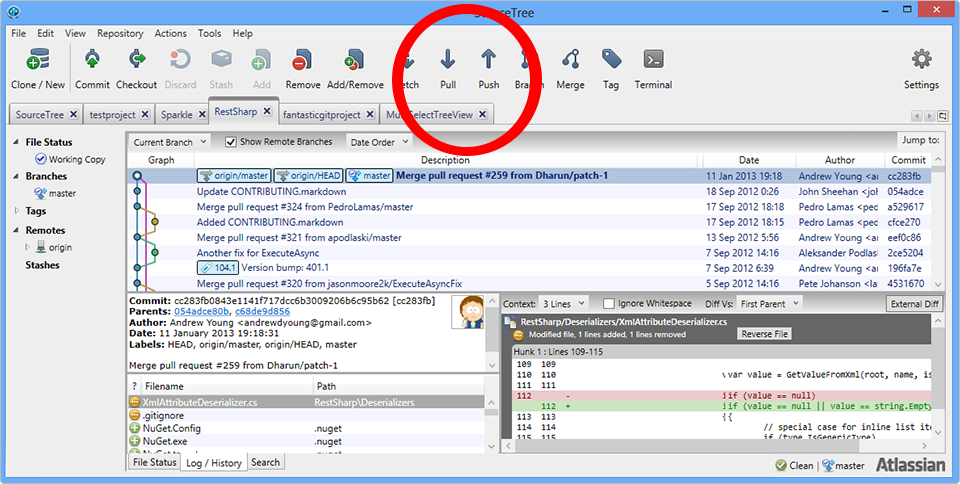 SourceTree
File Edit View Repository Actions Tools Help
Clone / New Commit Checkout Discard Stash Add Remove Add/Remove Pull Push Merge Tag Terminal Settings
SourceTree testproject Sparkle RestSharp fantasticgitproject
File Status
Working Copy
Branches
master
Tags
Remotes
origin
Stashes
Current Branch Show Remote Branches Date Order Jump to:
Graph Description Date Author Commit
origin/master origin/HEAD master Merge pull request #259 from Dharun/patch-1 11 Jan 2013 19:18 Andrew Young <an cc283fb
Update CONTRIBUTING.markdown 18 Sep 2012 0:26 John Sheehan <joh 054adce
Merge pull request #324 from PedroLamas/master 17 Sep 2012 18:18 Pedro Lamas <ped a529617
Added CONTRIBUTING.markdown 17 Sep 2012 18:15 Pedro Lamas <ped cfce270
Merge pull request #321 from apodlaski/master 13 Sep 2012 5:56 Andrew Young <an eef0c86
Another fix for ExecuteAsync 7 Sep 2012 14:16 Aleksander Podlas 2ce5204
104.1 Version bump: 401.1 7 Sep 2012 6:39 Andrew Young <an 196fa7e
Merge pull request #320 from jasonmoore2k/ExecuteAsyncFix 7 Sep 2012 6:34 Pete Johanson <la 4531670
Commit: cc283fb0843e1141f717dcc6b3009206b6c95b62 [cc283fb]
Parents: 054adce80b, c68de9d856
Author: Andrew Young <andrewdyoung@gmail.com>
Date: 11 January 2013 19:18:31
Labels: HEAD, origin/master, origin/HEAD, master
Merge pull request #259 from Dharun/patch-1
? Filename Path
XmlAttributeDeserializer.cs RestSharp\Deserializers
.gitignore
NuGet.Config .nuget
NuGet.exe .nuget
File Status Log / History Search
Context: 3 Lines Ignore Whitespace Diff Vs: First Parent External Diff
RestSharp/Deserializers/XmlAttributeDeserializer.cs
Modified file, 1 lines added, 1 lines removed Reverse File
Hunk 1 : Lines 109-115
109 109
110 110 var value = GetValueFromXml(root, name, is
111 111
112 - if (value == null)
112 + if (value == null || value == string.Empty
113 113 {
114 114 // special case for inline list ite
115 115 if (type.IsGenericType)
Clean | master Atlassian